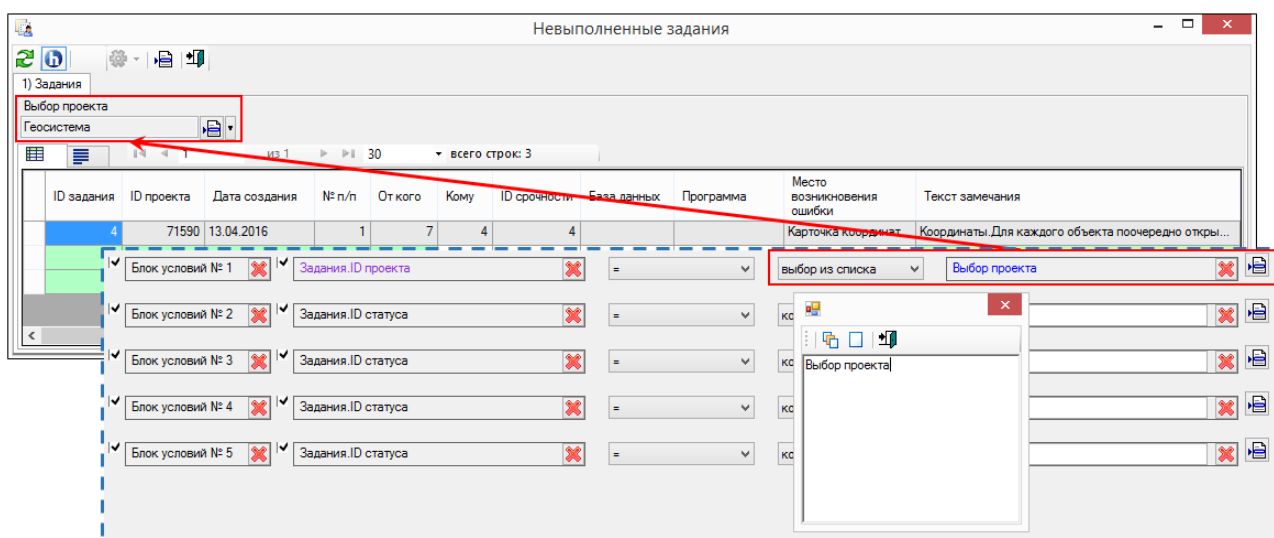 Невыполненные задания
1) Задания
Выбор проекта
Геосистема
1 из 1 30 всего строк: 3
ID задания ID проекта Дата создания № п/п От кого Кому ID срочности База данных Программа Место возникновения ошибки Текст замечания
4 71590 13.04.2016 1 7 4 4 Карточка координат Координаты.Для каждого объекта поочередно откры...
Блок условий № 1 Задания.ID проекта = выбор из списка Выбор проекта
Блок условий № 2 Задания.ID статуса = ко
Блок условий № 3 Задания.ID статуса = ко
Выбор проекта
Блок условий № 4 Задания.ID статуса = ко
Блок условий № 5 Задания.ID статуса = ко